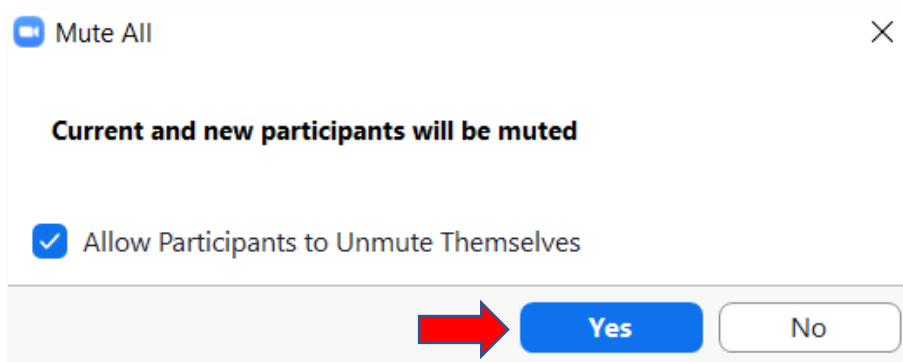 Mute All
Current and new participants will be muted
Allow Participants to Unmute Themselves
Yes No